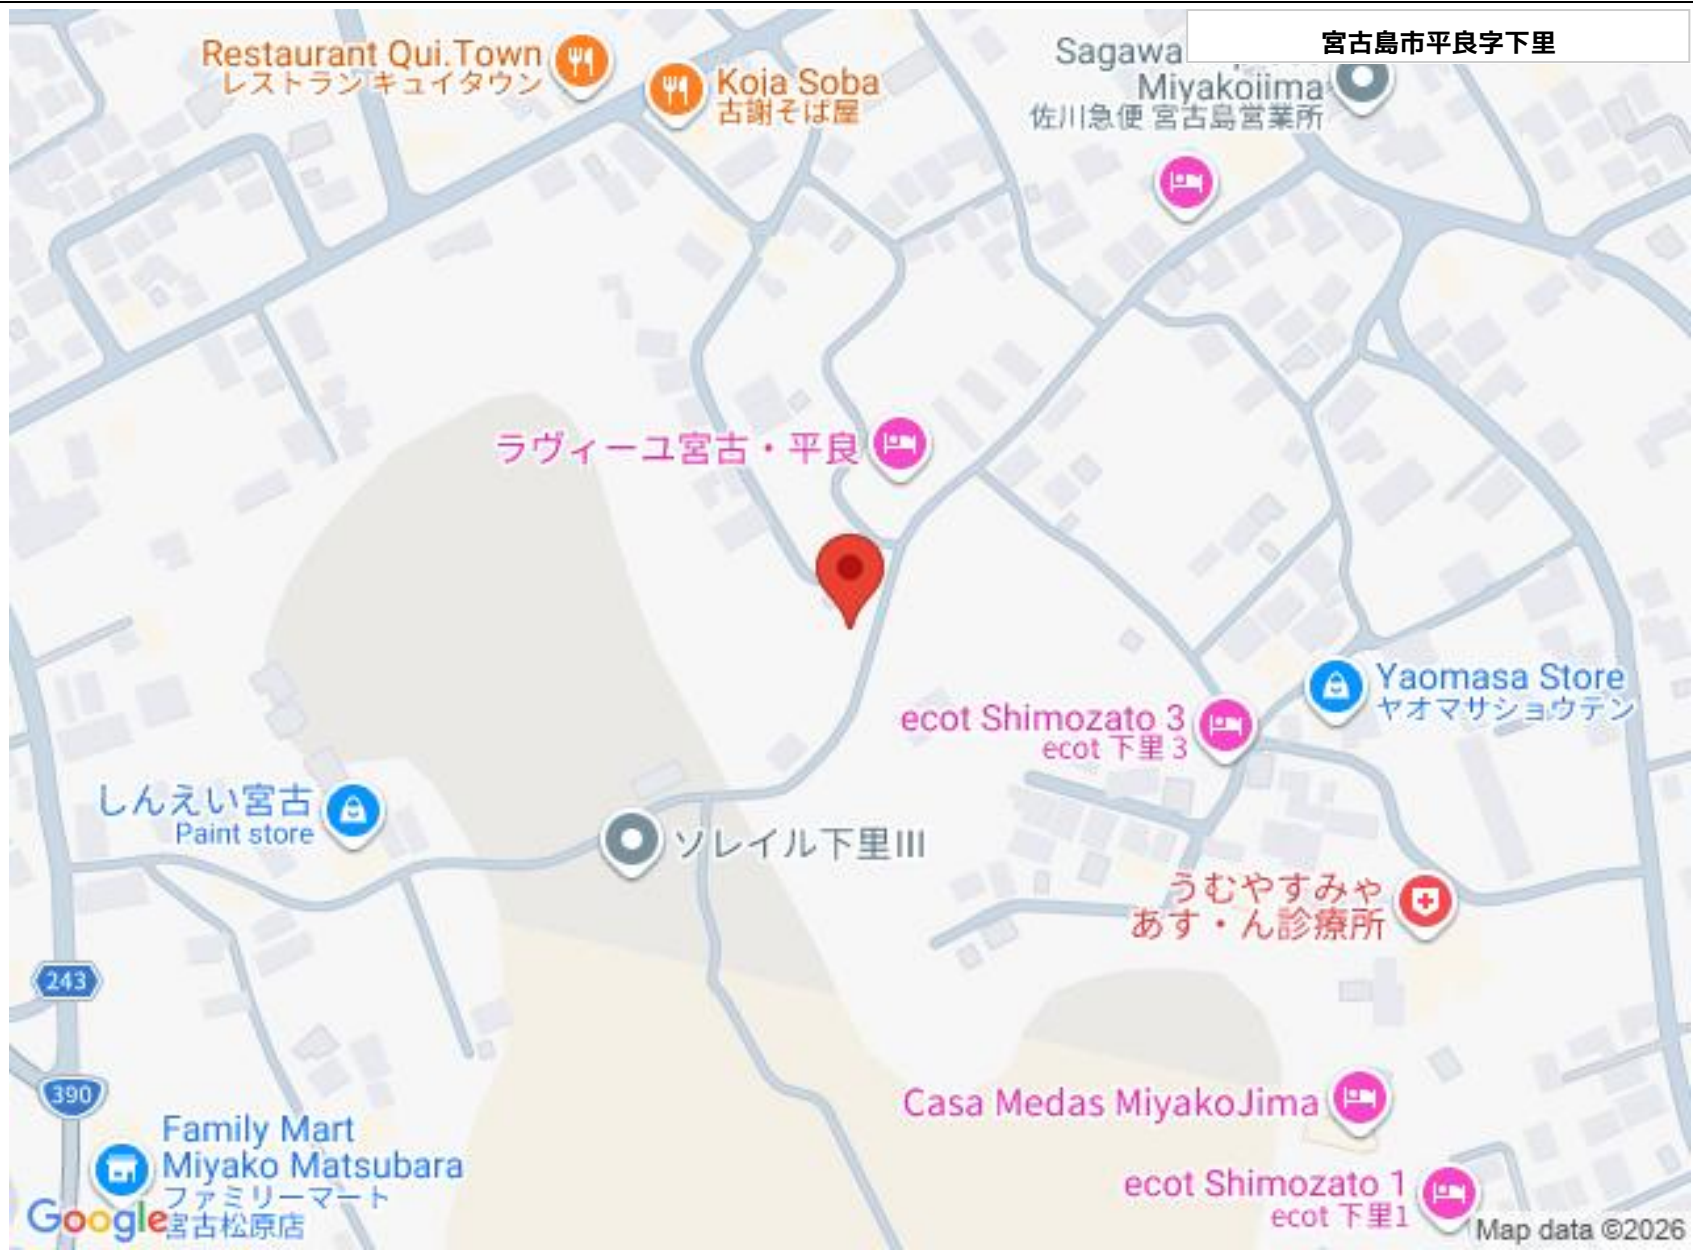 宮古島市平良字下里
Restaurant Qui.Town
レストラン キュイタウン
Koja Soba
古謝そば屋
Sagawa
Miyakojima
佐川急便 宮古島営業所
ラヴィーユ宮古・平良
Yaomasa Store
ヤオマサショウテン
ecot Shimozato 3
ecot 下里 3
しんえい宮古
Paint store
ソレイル下里III
うむやすみゃ
あす・ん診療所
243
390
Casa Medas MiyakoJima
Family Mart
Miyako Matsubara
ファミリーマート
宮古松原店
ecot Shimozato 1
ecot 下里1
Google
Map data ©2026